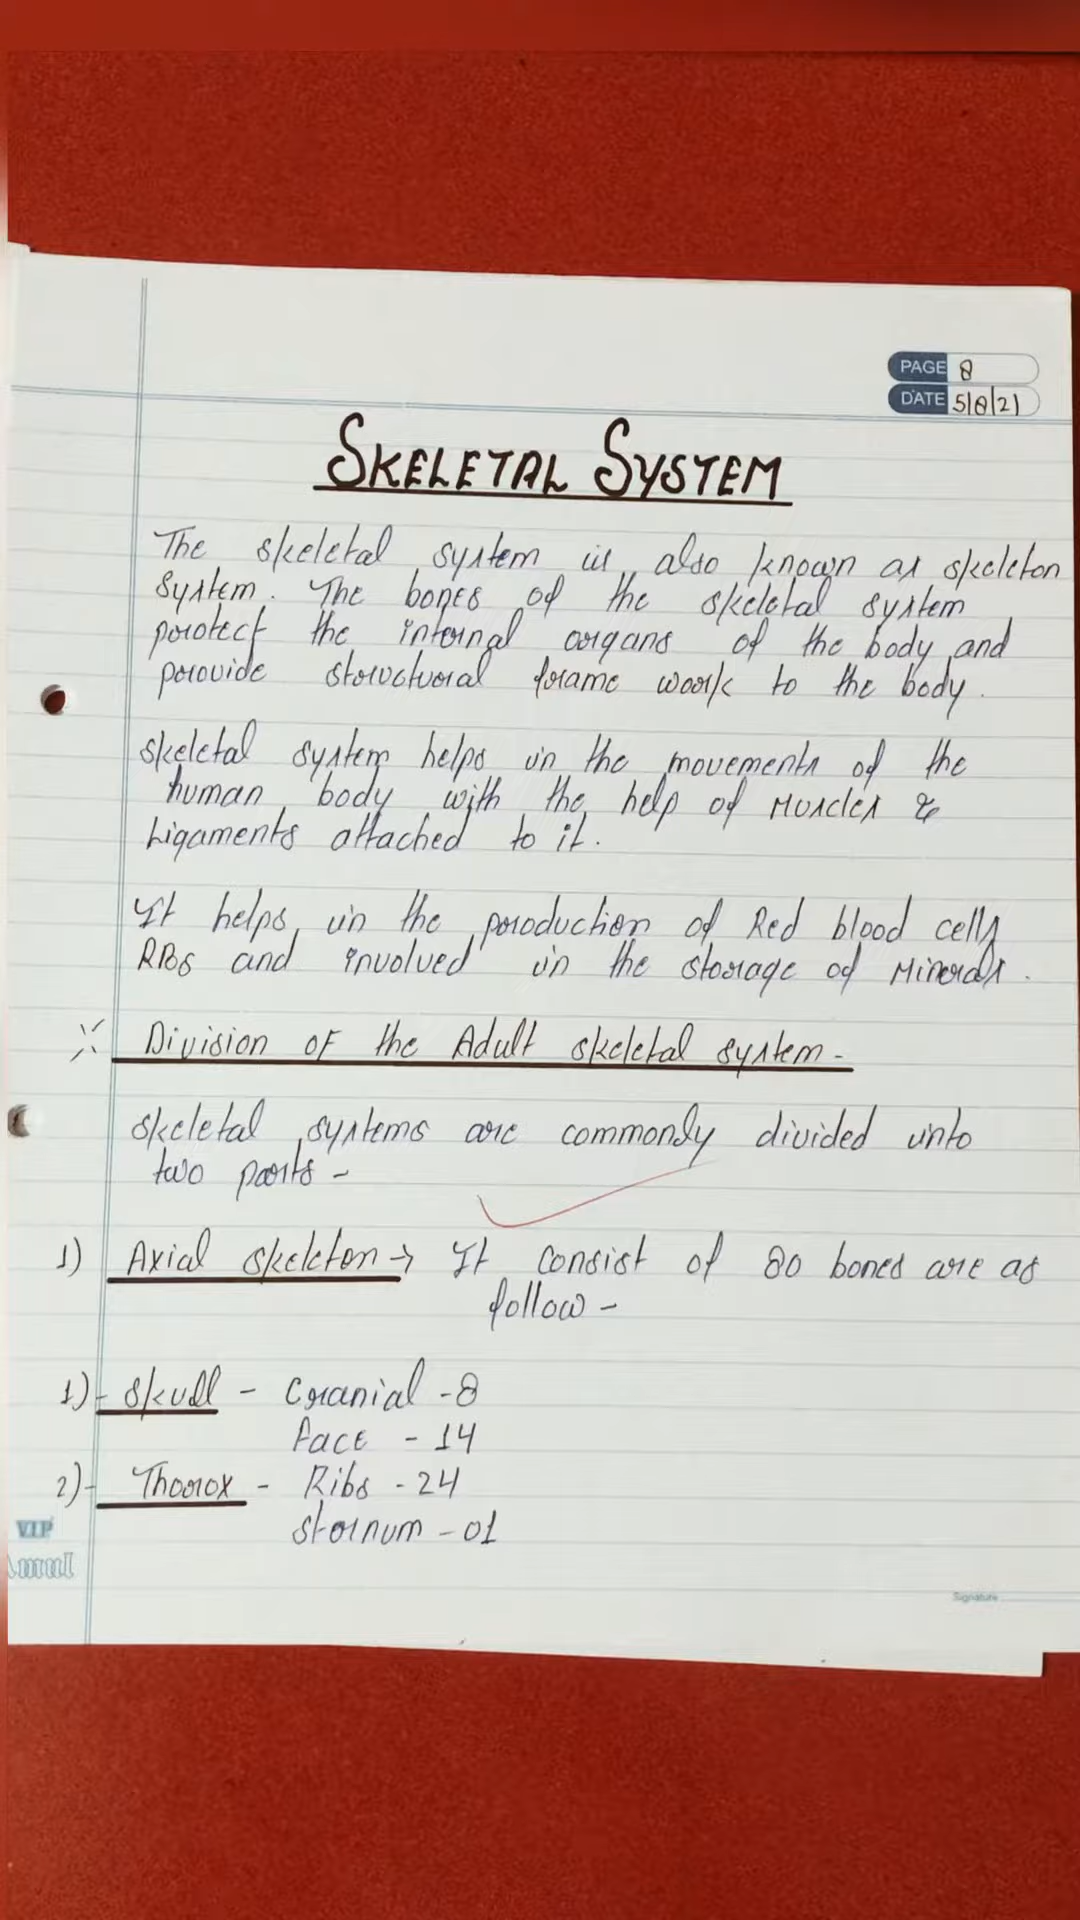 PAGE 8
DATE 5/8/21
SKELETAL SYSTEM
The skeletal system is also known as skeleton
system. The bones of the skeletal system
protect the internal organs of the body and
provide structural frame work to the body.
skeletal system helps in the movements of the
human body with the help of Muscles &
Ligaments attached to it.
It helps in the production of Red blood cells
RBs and involved in the storage of Minerals.
Division of the Adult skeletal system -
skeletal systems are commonly divided into
two parts -
1) Axial skeleton → It consist of 80 bones are as
follow -
1)- Skull - Cranial - 8
Face - 14
2)- Thorox - Ribs - 24
sternum - 01
VIP
Amul
Signature